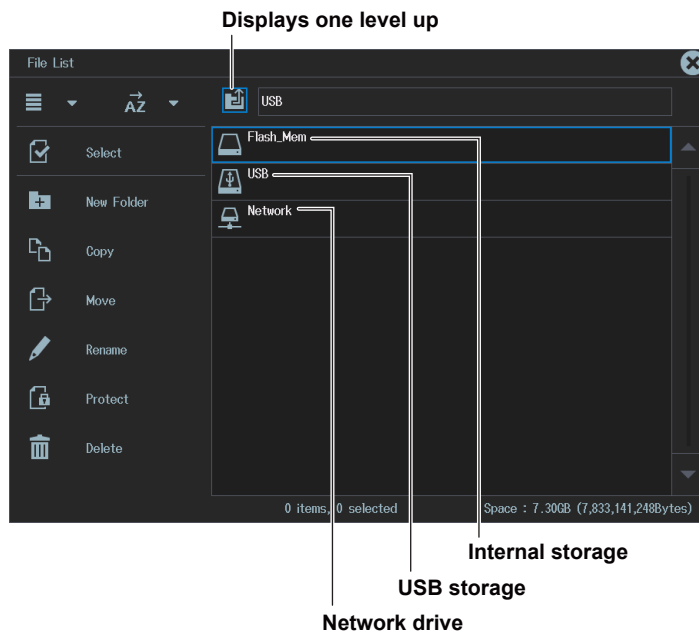 Displays one level up
File List
AZ
USB
Select
Flash_Mem
USB
New Folder
Network
Copy
Move
Rename
Protect
Delete
0 items, 0 selected
Space : 7.30GB (7,833,141,248Bytes)
Internal storage
USB storage
Network drive